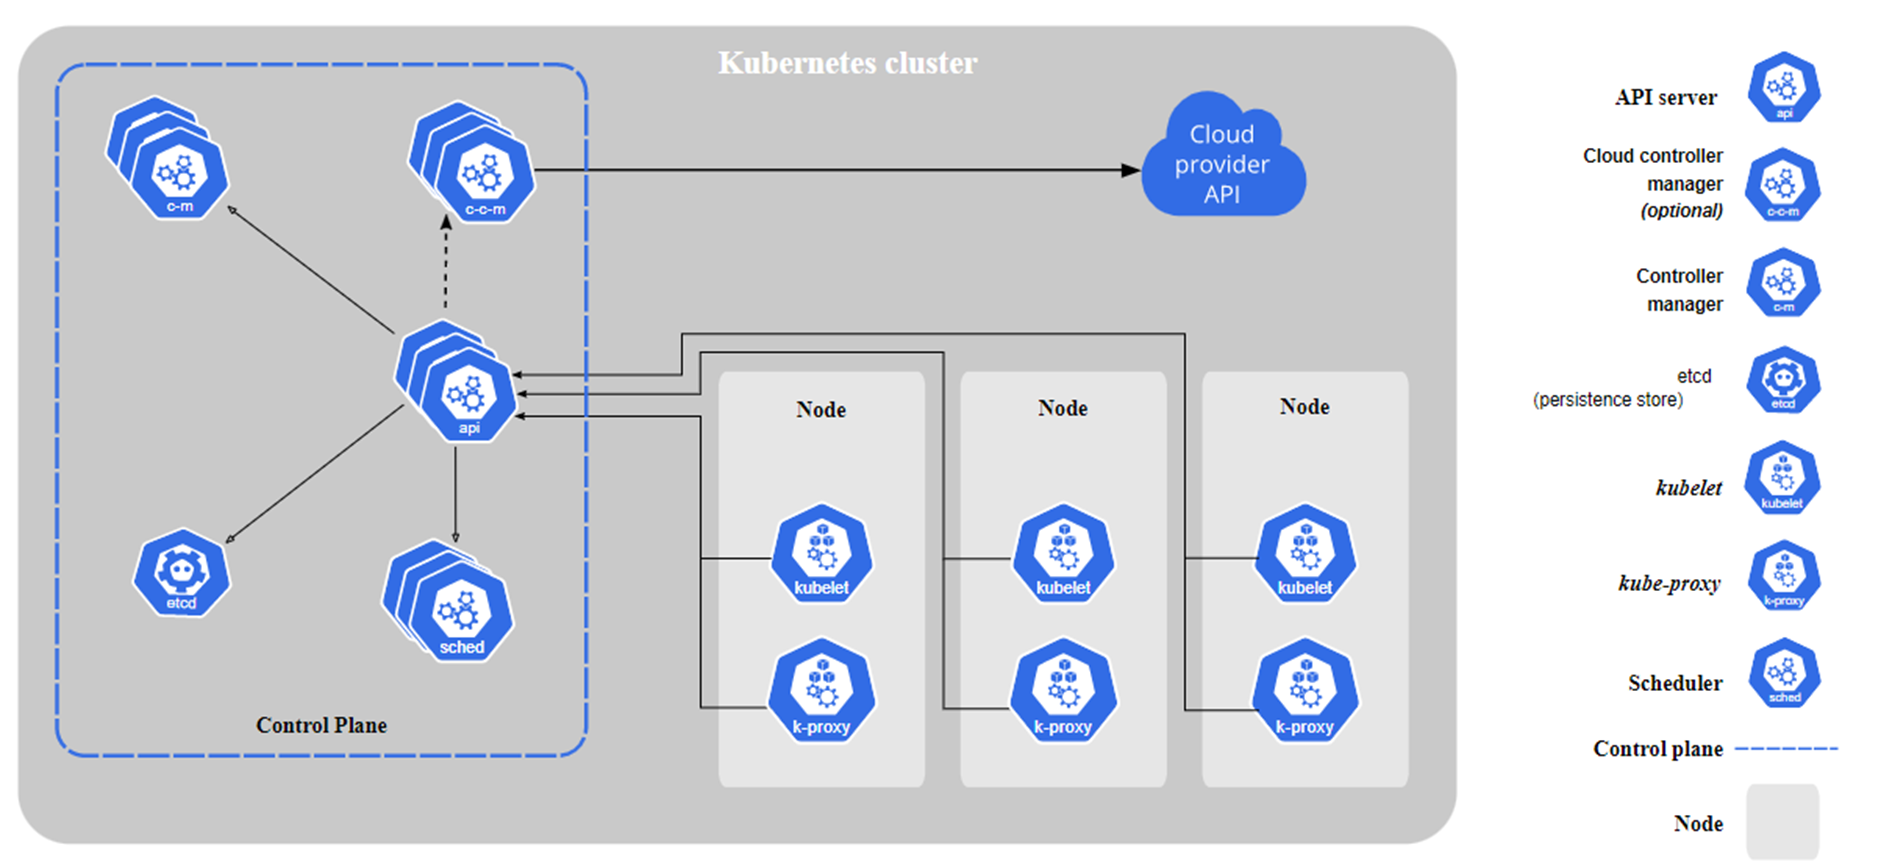 Kubernetes cluster
c-m
c-c-m
Cloud
provider
API
api
etcd
sched
Control Plane
Node
kubelet
k-proxy
Node
kubelet
k-proxy
Node
kubelet
k-proxy
API server
api
Cloud controller
manager
(optional)
c-c-m
Controller
manager
c-m
etcd
(persistence store)
etcd
kubelet
kubelet
kube-proxy
k-proxy
Scheduler
sched
Control plane
Node